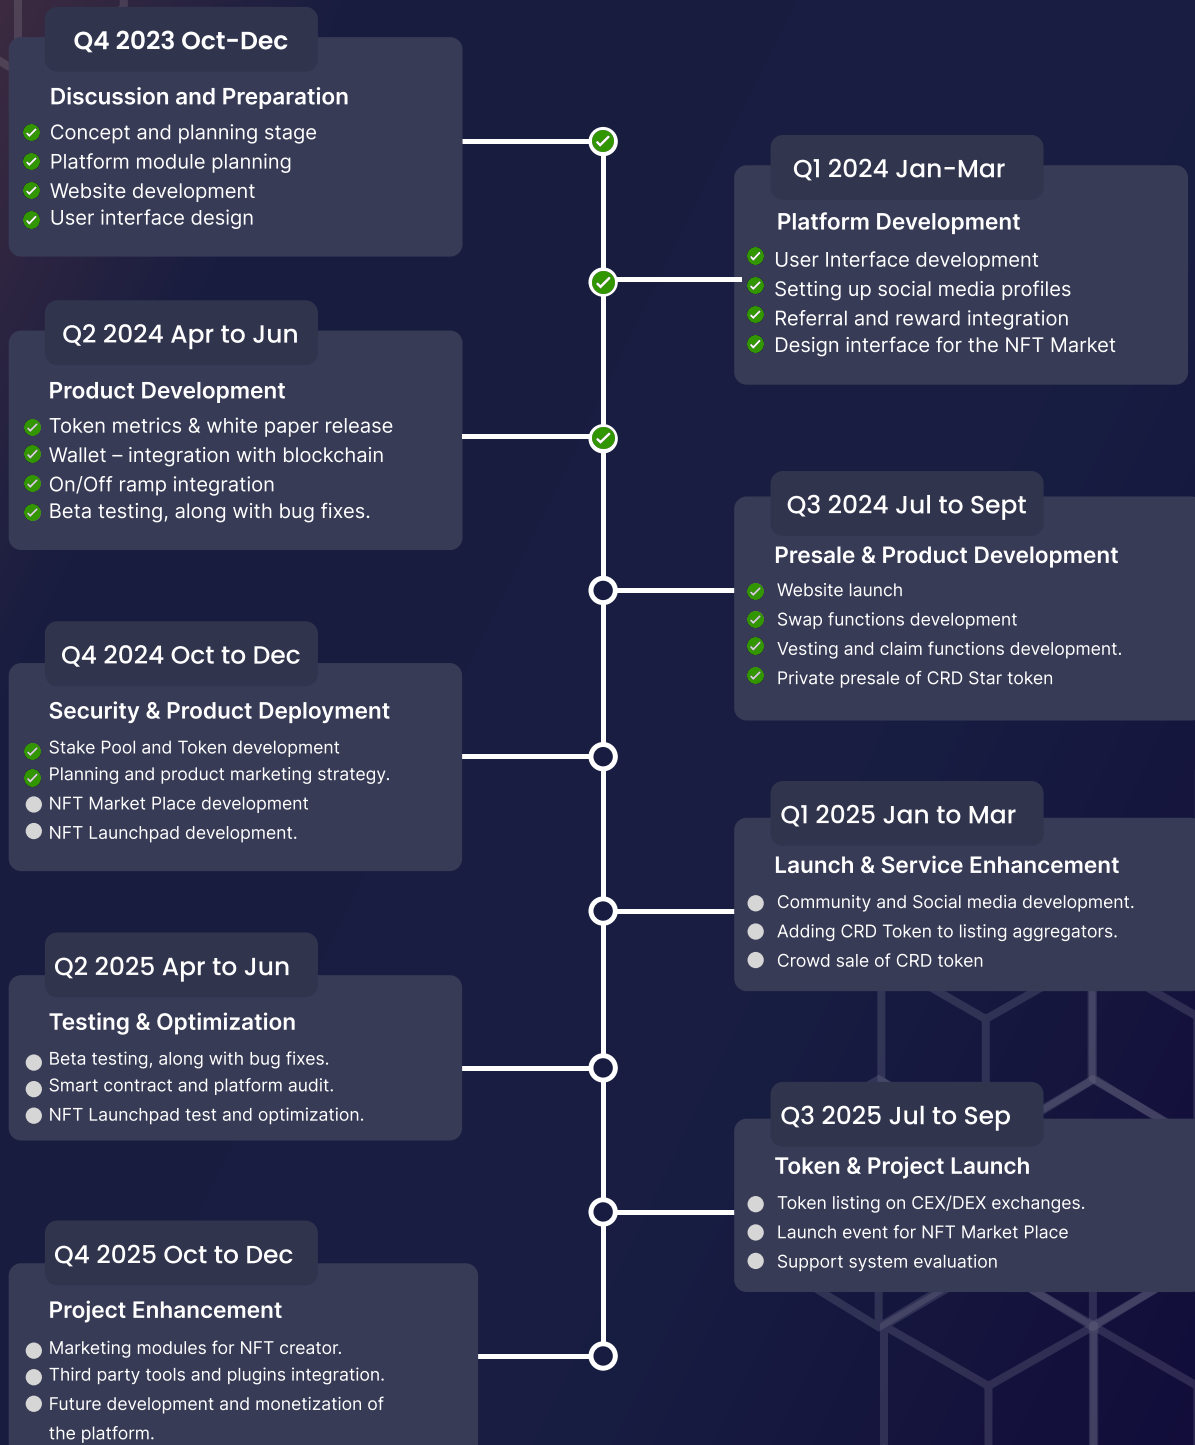 Q4 2023 Oct-Dec
Discussion and Preparation
Concept and planning stage
Platform module planning
Website development
User interface design
Q1 2024 Jan-Mar
Platform Development
User Interface development
Setting up social media profiles
Referral and reward integration
Design interface for the NFT Market
Q2 2024 Apr to Jun
Product Development
Token metrics & white paper release
Wallet – integration with blockchain
On/Off ramp integration
Beta testing, along with bug fixes.
Q3 2024 Jul to Sept
Presale & Product Development
Website launch
Swap functions development
Vesting and claim functions development.
Private presale of CRD Star token
Q4 2024 Oct to Dec
Security & Product Deployment
Stake Pool and Token development
Planning and product marketing strategy.
NFT Market Place development
NFT Launchpad development.
Q1 2025 Jan to Mar
Launch & Service Enhancement
Community and Social media development.
Adding CRD Token to listing aggregators.
Crowd sale of CRD token
Q2 2025 Apr to Jun
Testing & Optimization
Beta testing, along with bug fixes.
Smart contract and platform audit.
NFT Launchpad test and optimization.
Q3 2025 Jul to Sep
Token & Project Launch
Token listing on CEX/DEX exchanges.
Launch event for NFT Market Place
Support system evaluation
Q4 2025 Oct to Dec
Project Enhancement
Marketing modules for NFT creator.
Third party tools and plugins integration.
Future development and monetization of
the platform.